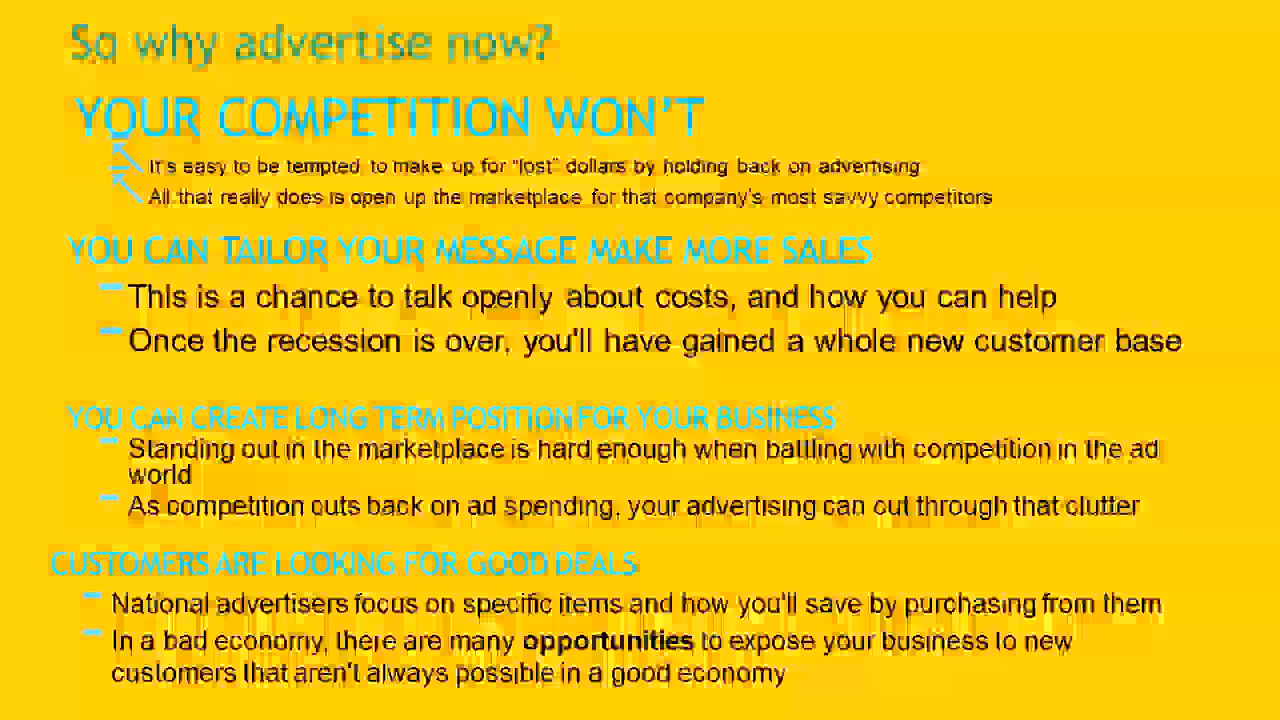 So why advertise now?
YOUR COMPETITION WON'T
It's easy to be tempted to make up for "lost" dollars by holding back on advertising
All that really does is open up the marketplace for that company's most savvy competitors
YOU CAN TAILOR YOUR MESSAGE MAKE MORE SALES
This is a chance to talk openly about costs, and how you can help
Once the recession is over, you'll have gained a whole new customer base
YOU CAN CREATE LONG TERM POSITION FOR YOUR BUSINESS
Standing out in the marketplace is hard enough when battling with competition in the ad
world
As competition cuts back on ad spending, your advertising can cut through that clutter
CUSTOMERS ARE LOOKING FOR GOOD DEALS
National advertisers focus on specific items and how you'll save by purchasing from them
In a bad economy, there are many opportunities to expose your business to new
customers that aren't always possible in a good economy